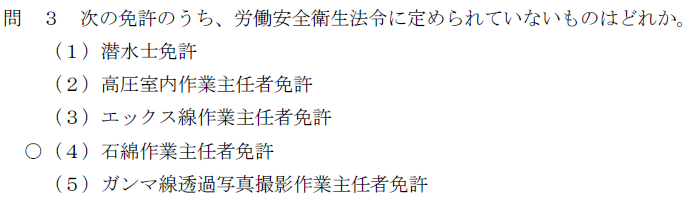 問　３　次の免許のうち、労働安全衛生法令に定められていないものはどれか。
（１）潜水士免許
（２）高圧室内作業主任者免許
（３）エックス線作業主任者免許
○（４）石綿作業主任者免許
（５）ガンマ線透過写真撮影作業主任者免許